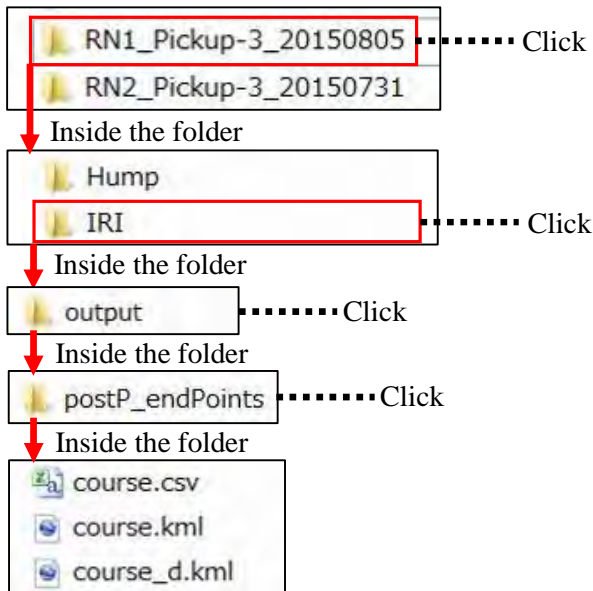 RN1_Pickup-3_20150805 Click
RN2_Pickup-3_20150731
Inside the folder
Hump
IRI Click
Inside the folder
output Click
Inside the folder
postP_endPoints Click
Inside the folder
course.csv
course.kml
course_d.kml